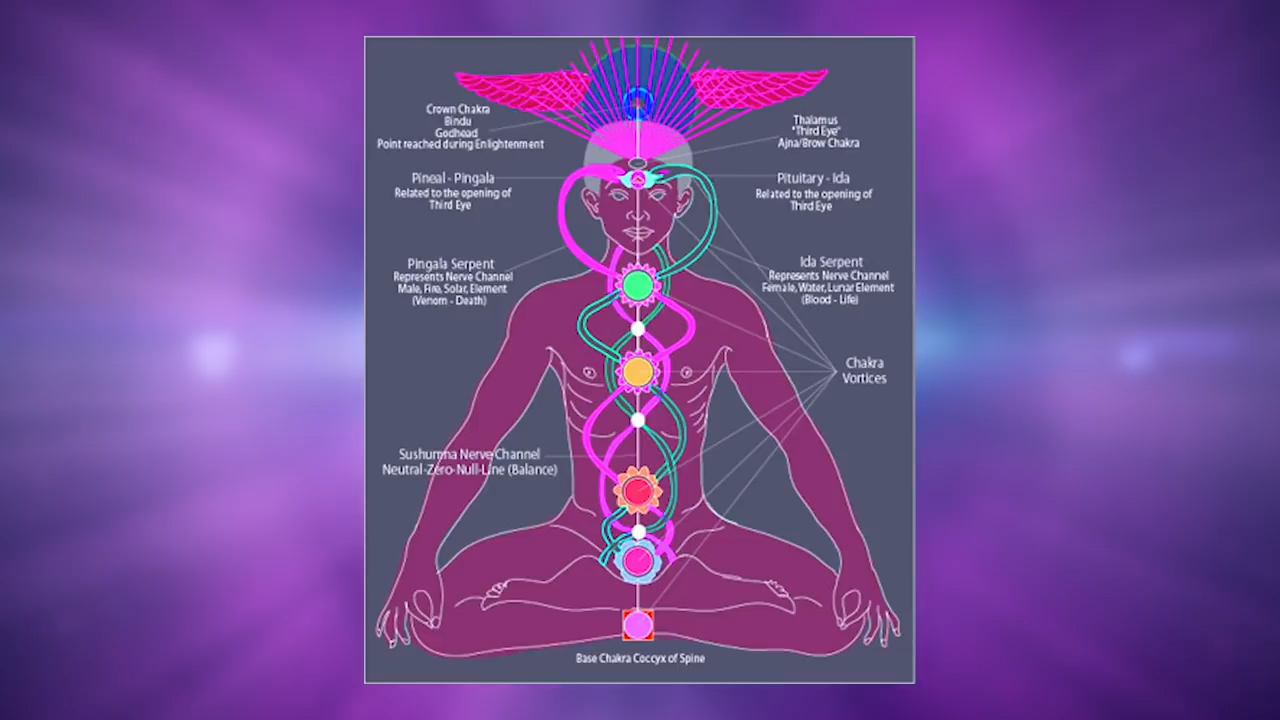 Crown Chakra
Bindu
Godhead
Point reached during Enlightenment
Thalamus
"Third Eye"
Ajna/Brow Chakra
Pineal - Pingala
Related to the opening of
Third Eye
Pituitary - Ida
Related to the opening of
Third Eye
Pingala Serpent
Represents Nerve Channel
Male, Fire, Solar, Element
(Venom - Death)
Ida Serpent
Represents Nerve Channel
Female, Water, Lunar Element
(Blood - Life)
Chakra
Vortices
Sushumna Nerve Channel
Neutral-Zero-Null-Line (Balance)
Base Chakra Coccyx of Spine